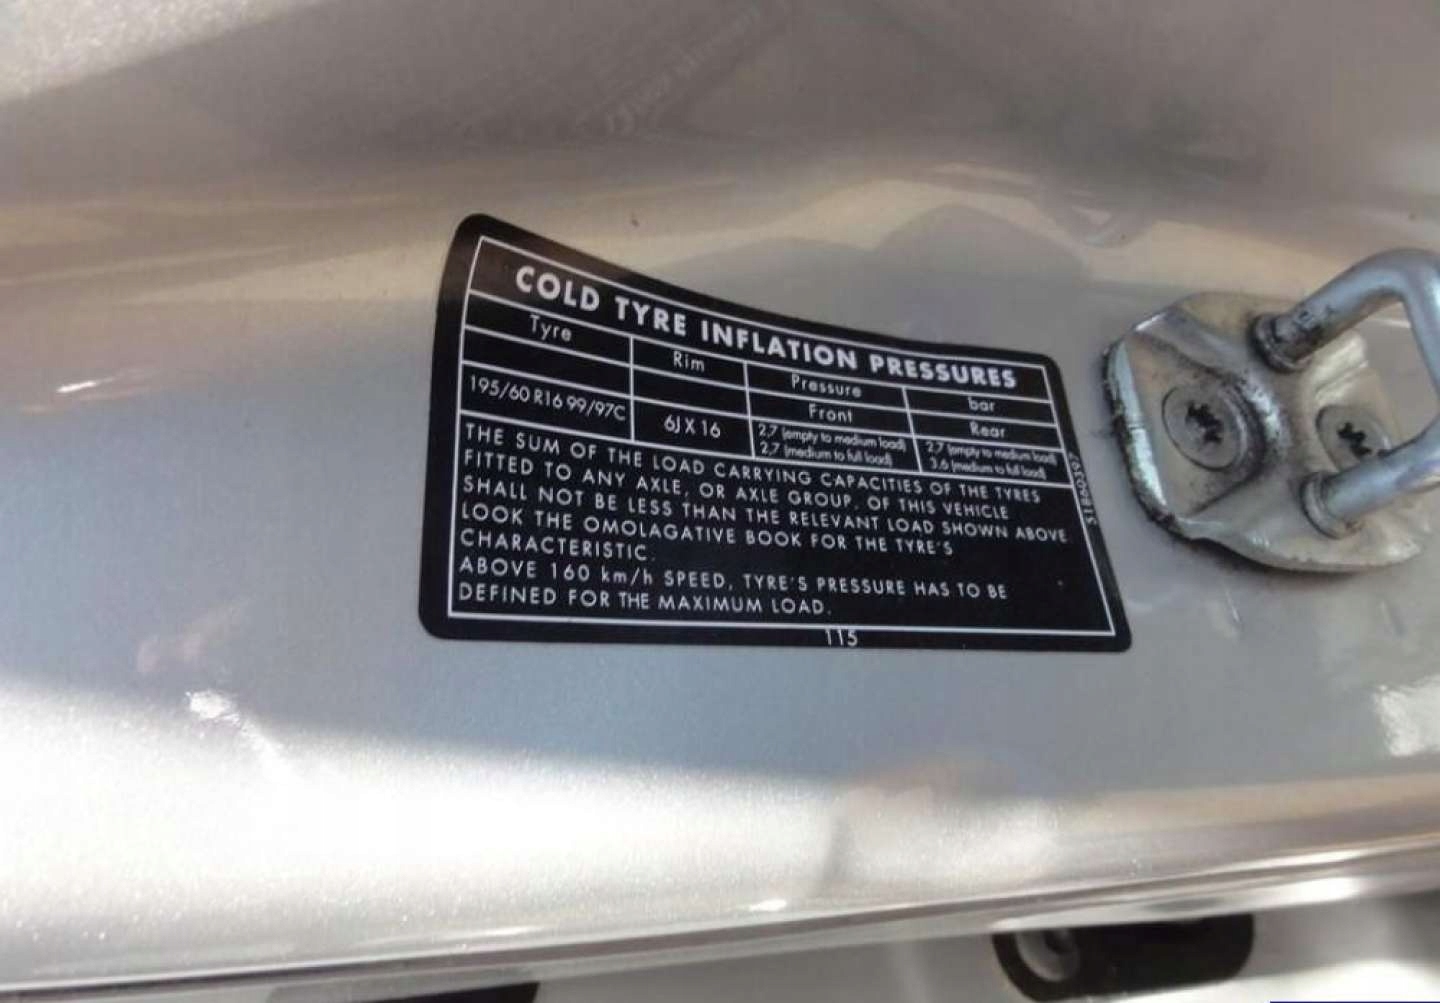 COLD TYRE INFLATION PRESSURES
Tyre Rim Pressure bar
Front Rear
195/60 R16 99/97C 6J X 16 2,7 (empty to medium load) 2,7 (empty to medium load)
2,7 (medium to full load) 3,6 (medium to full load)
THE SUM OF THE LOAD CARRYING CAPACITIES OF THE TYRES
FITTED TO ANY AXLE, OR AXLE GROUP, OF THIS VEHICLE
SHALL NOT BE LESS THAN THE RELEVANT LOAD SHOWN ABOVE
LOOK THE OMOLAGATIVE BOOK FOR THE TYRE'S
CHARACTERISTIC.
ABOVE 160 km/h SPEED, TYRE'S PRESSURE HAS TO BE
DEFINED FOR THE MAXIMUM LOAD.
115
51860397